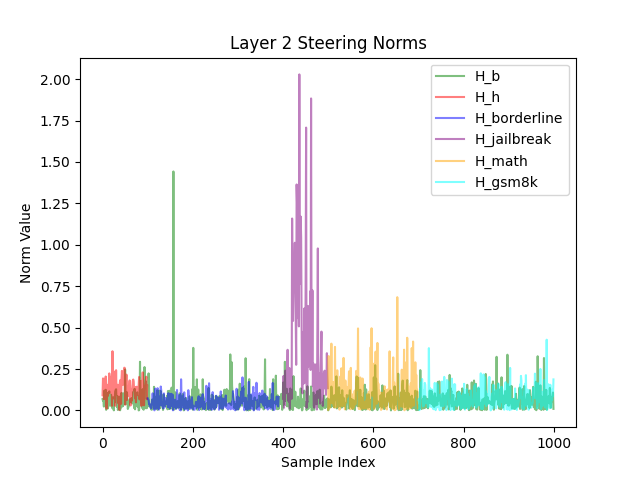 Layer 2 Steering Norms
H_b
H_h
H_borderline
H_jailbreak
H_math
H_gsm8k
Norm Value
2.00
1.75
1.50
1.25
1.00
0.75
0.50
0.25
0.00
0 200 400 600 800 1000
Sample Index